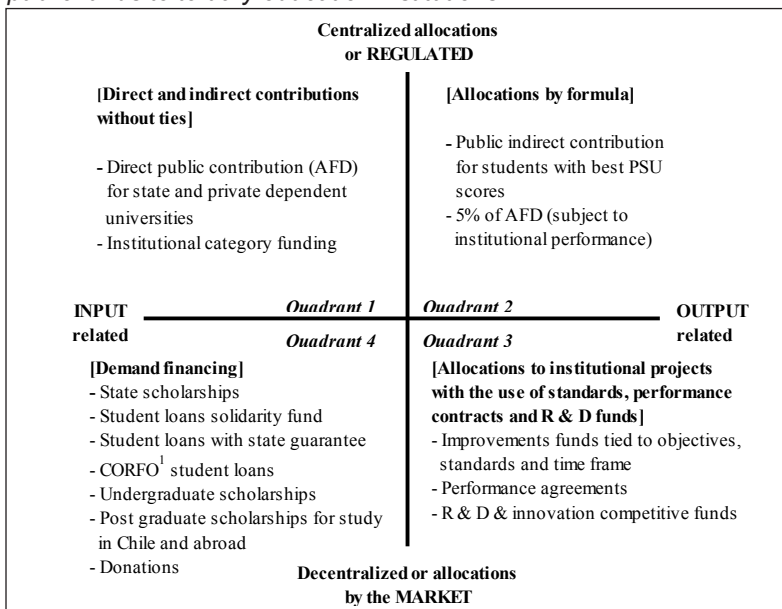 Centralized allocations
or REGULATED
[Direct and indirect contributions
without ties]
- Direct public contribution (AFD)
for state and private dependent
universities
- Institutional category funding
[Allocations by formula]
- Public indirect contribution
for students with best PSU
scores
- 5% of AFD (subject to
institutional performance)
INPUT
related
Quadrant 1
Quadrant 2
OUTPUT
related
Quadrant 4
Quadrant 3
[Demand financing]
- State scholarships
- Student loans solidarity fund
- Student loans with state guarantee
- CORFO¹ student loans
- Undergraduate scholarships
- Post graduate scholarships for study
in Chile and abroad
- Donations
[Allocations to institutional projects
with the use of standards, performance
contracts and R & D funds]
- Improvements funds tied to objectives,
standards and time frame
- Performance agreements
- R & D & innovation competitive funds
Decentralized or allocations
by the MARKET